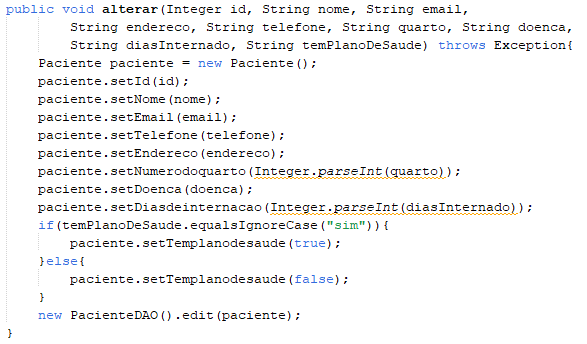 public void alterar(Integer id, String nome, String email,
String endereco, String telefone, String quarto, String doenca,
String diasInternado, String temPlanoDeSaude) throws Exception{
Paciente paciente = new Paciente();
paciente.setId(id);
paciente.setNome(nome);
paciente.setEmail(email);
paciente.setTelefone(telefone);
paciente.setEndereco(endereco);
paciente.setNumerodoquarto(Integer.parseInt(quarto));
paciente.setDoenca(doenca);
paciente.setDiasdeinternacao(Integer.parseInt(diasInternado));
if(temPlanoDeSaude.equalsIgnoreCase("sim")){
paciente.setTemplanodesaude(true);
}else{
paciente.setTemplanodesaude(false);
}
new PacienteDAO().edit(paciente);
}